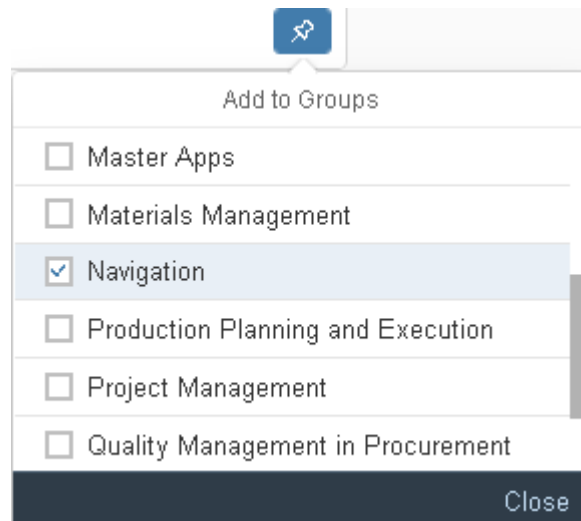 Add to Groups
Master Apps
Materials Management
Navigation
Production Planning and Execution
Project Management
Quality Management in Procurement
Close